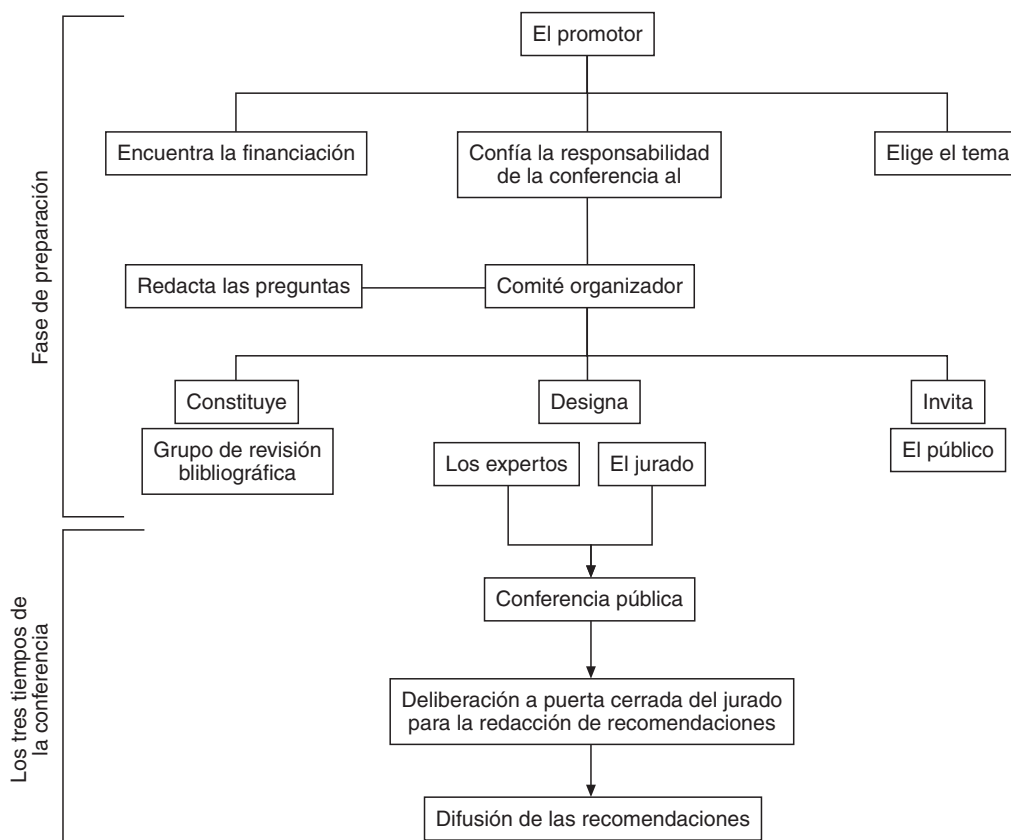 El promotor
Encuentra la financiación
Confía la responsabilidad
de la conferencia al
Elige el tema
Redacta las preguntas
Comité organizador
Constituye
Designa
Invita
Grupo de revisión
blibliográfica
Los expertos
El jurado
El público
Fase de preparación
Conferencia pública
Deliberación a puerta cerrada del jurado
para la redacción de recomendaciones
Difusión de las recomendaciones
Los tres tiempos de
la conferencia